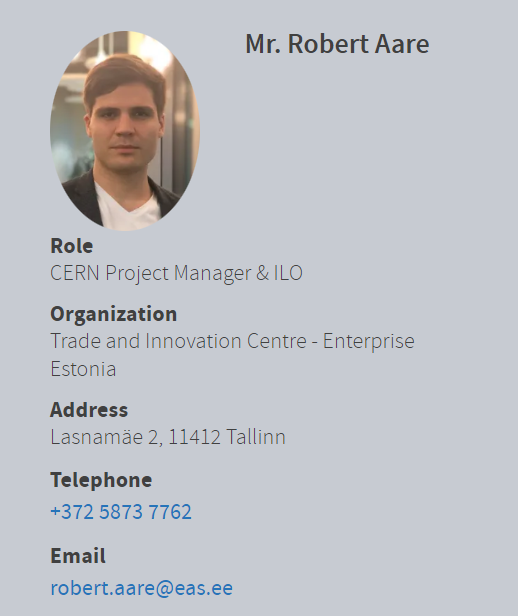 Mr. Robert Aare
Role
CERN Project Manager & ILO
Organization
Trade and Innovation Centre - Enterprise
Estonia
Address
Lasnamäe 2, 11412 Tallinn
Telephone
+372 5873 7762
Email
robert.aare@eas.ee